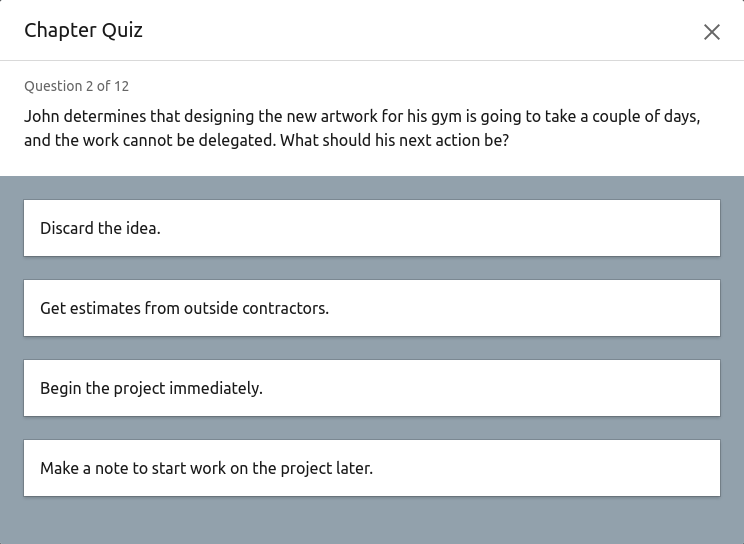 Chapter Quiz
Question 2 of 12
John determines that designing the new artwork for his gym is going to take a couple of days,
and the work cannot be delegated. What should his next action be?
Discard the idea.
Get estimates from outside contractors.
Begin the project immediately.
Make a note to start work on the project later.